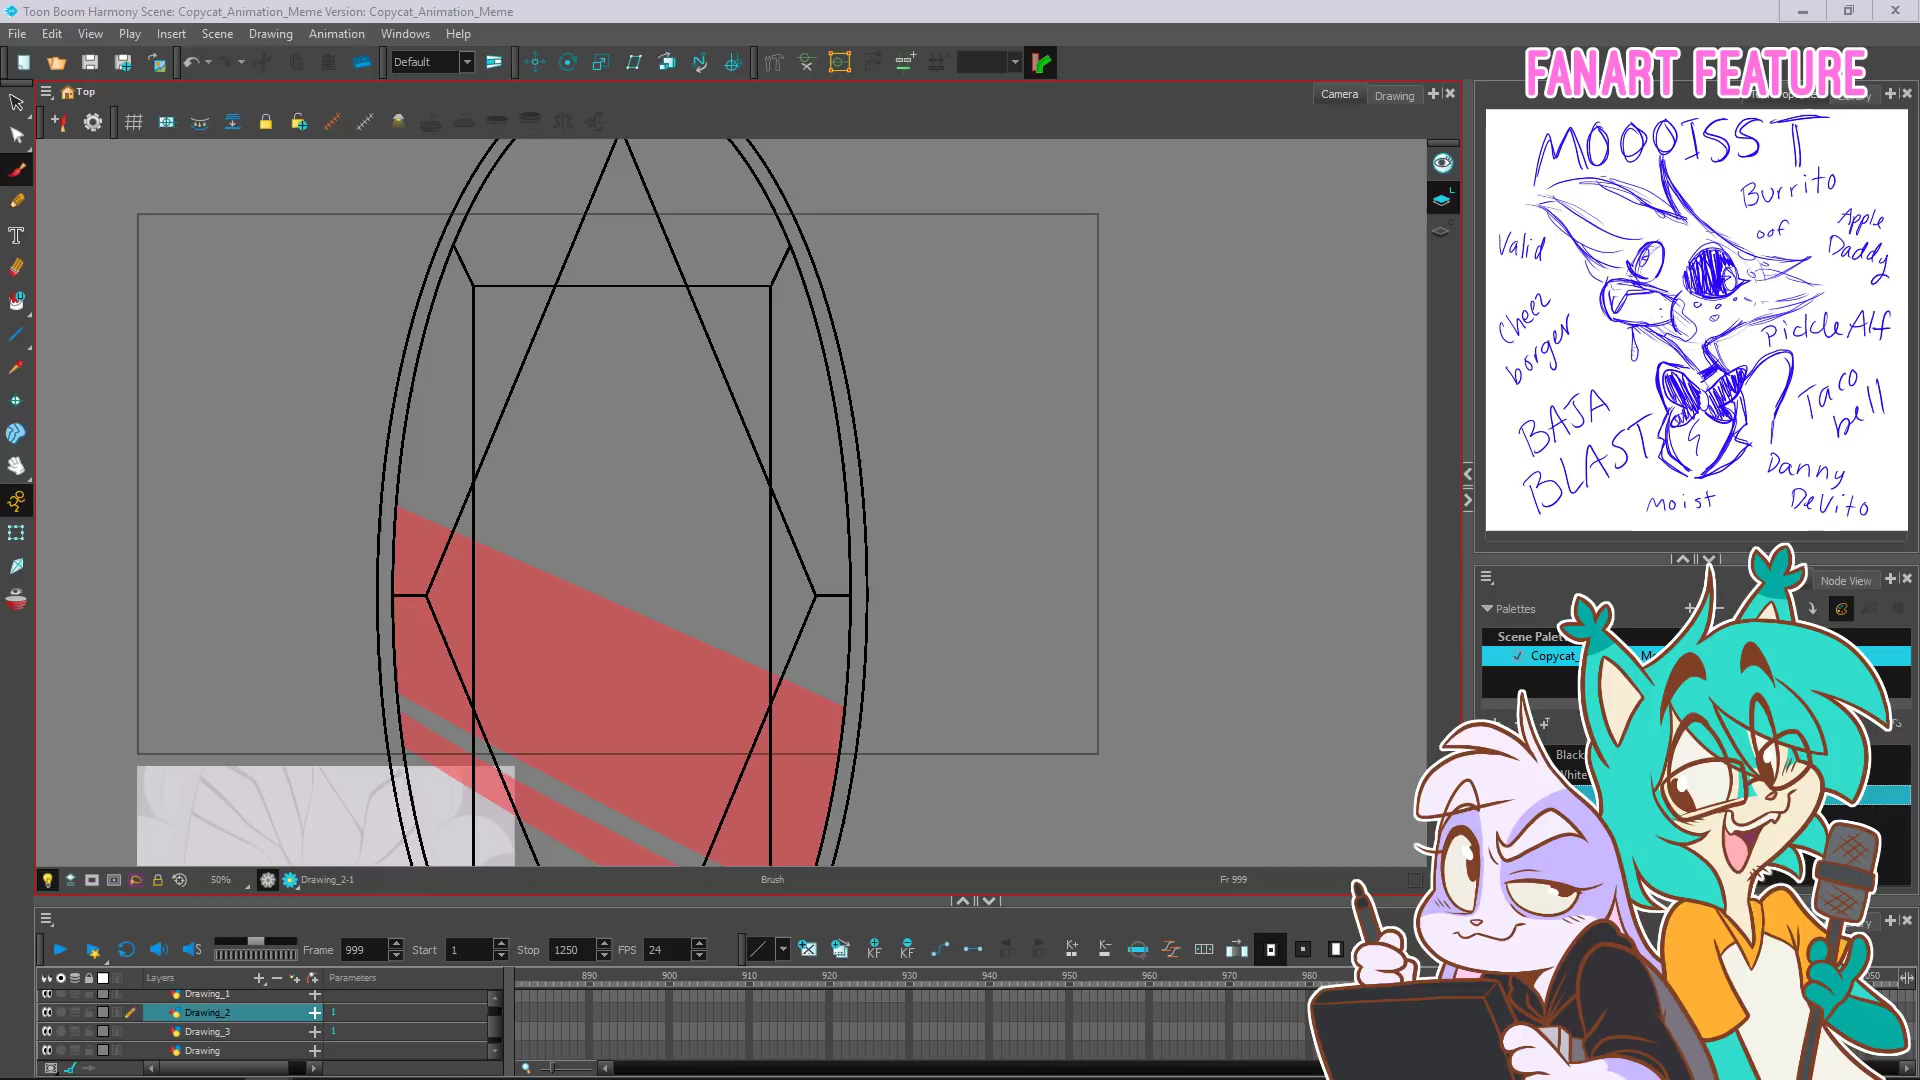 Toon Boom Harmony Scene: Copycat_Animation_Meme Version: Copycat_Animation_Meme
File Edit View Play Insert Scene Drawing Animation Windows Help
Default
FANART FEATURE
Top
Camera Drawing
MOOOISST
Burrito
oof
Apple
Daddy
Valid
Cheez
borger
Pickle Alf
Taco
bell
BAJA
BLAST
Danny
DeVito
Moist
Node View
Palettes
Scene Palet
Copycat_
Black
White
50%
Drawing_2-1
Brush
Fr 999
Frame 999 Start 1 Stop 1250 FPS 24
Layers Parameters
890 900 910 920 930 940 950 960 970 980
Drawing_1
Drawing_2 1
Drawing_3 1
Drawing